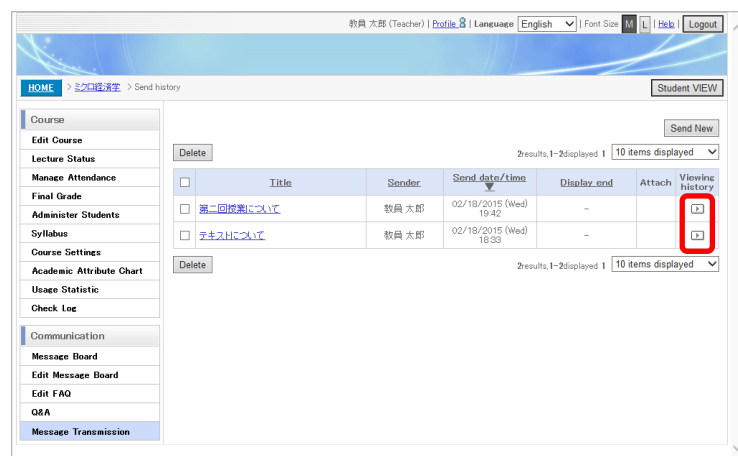 教員 太郎 (Teacher) | Profile | Language English | Font Size M L | Help | Logout
HOME > ミクロ経済学 > Send history Student VIEW
Course
Edit Course
Lecture Status
Manage Attendance
Final Grade
Administer Students
Syllabus
Course Settings
Academic Attribute Chart
Usage Statistic
Check Log
Communication
Message Board
Edit Message Board
Edit FAQ
Q&A
Message Transmission
Send New
Delete 2results,1-2displayed 1 10 items displayed
Title Sender Send date/time ▼ Display end Attach Viewing history
第二回授業について 教員 太郎 02/18/2015 (Wed) 19:42 -
テキストについて 教員 太郎 02/18/2015 (Wed) 18:33 -
Delete 2results,1-2displayed 1 10 items displayed